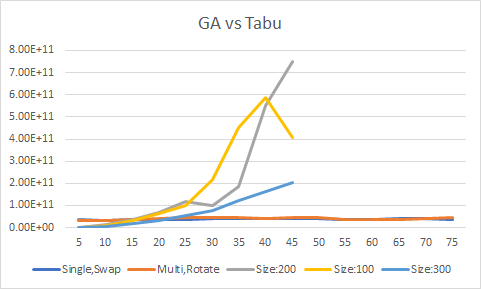 GA vs Tabu
8.00E+11
7.00E+11
6.00E+11
5.00E+11
4.00E+11
3.00E+11
2.00E+11
1.00E+11
0.00E+00
5 10 15 20 25 30 35 40 45 50 55 60 65 70 75
Single,Swap Multi,Rotate Size:200 Size:100 Size:300